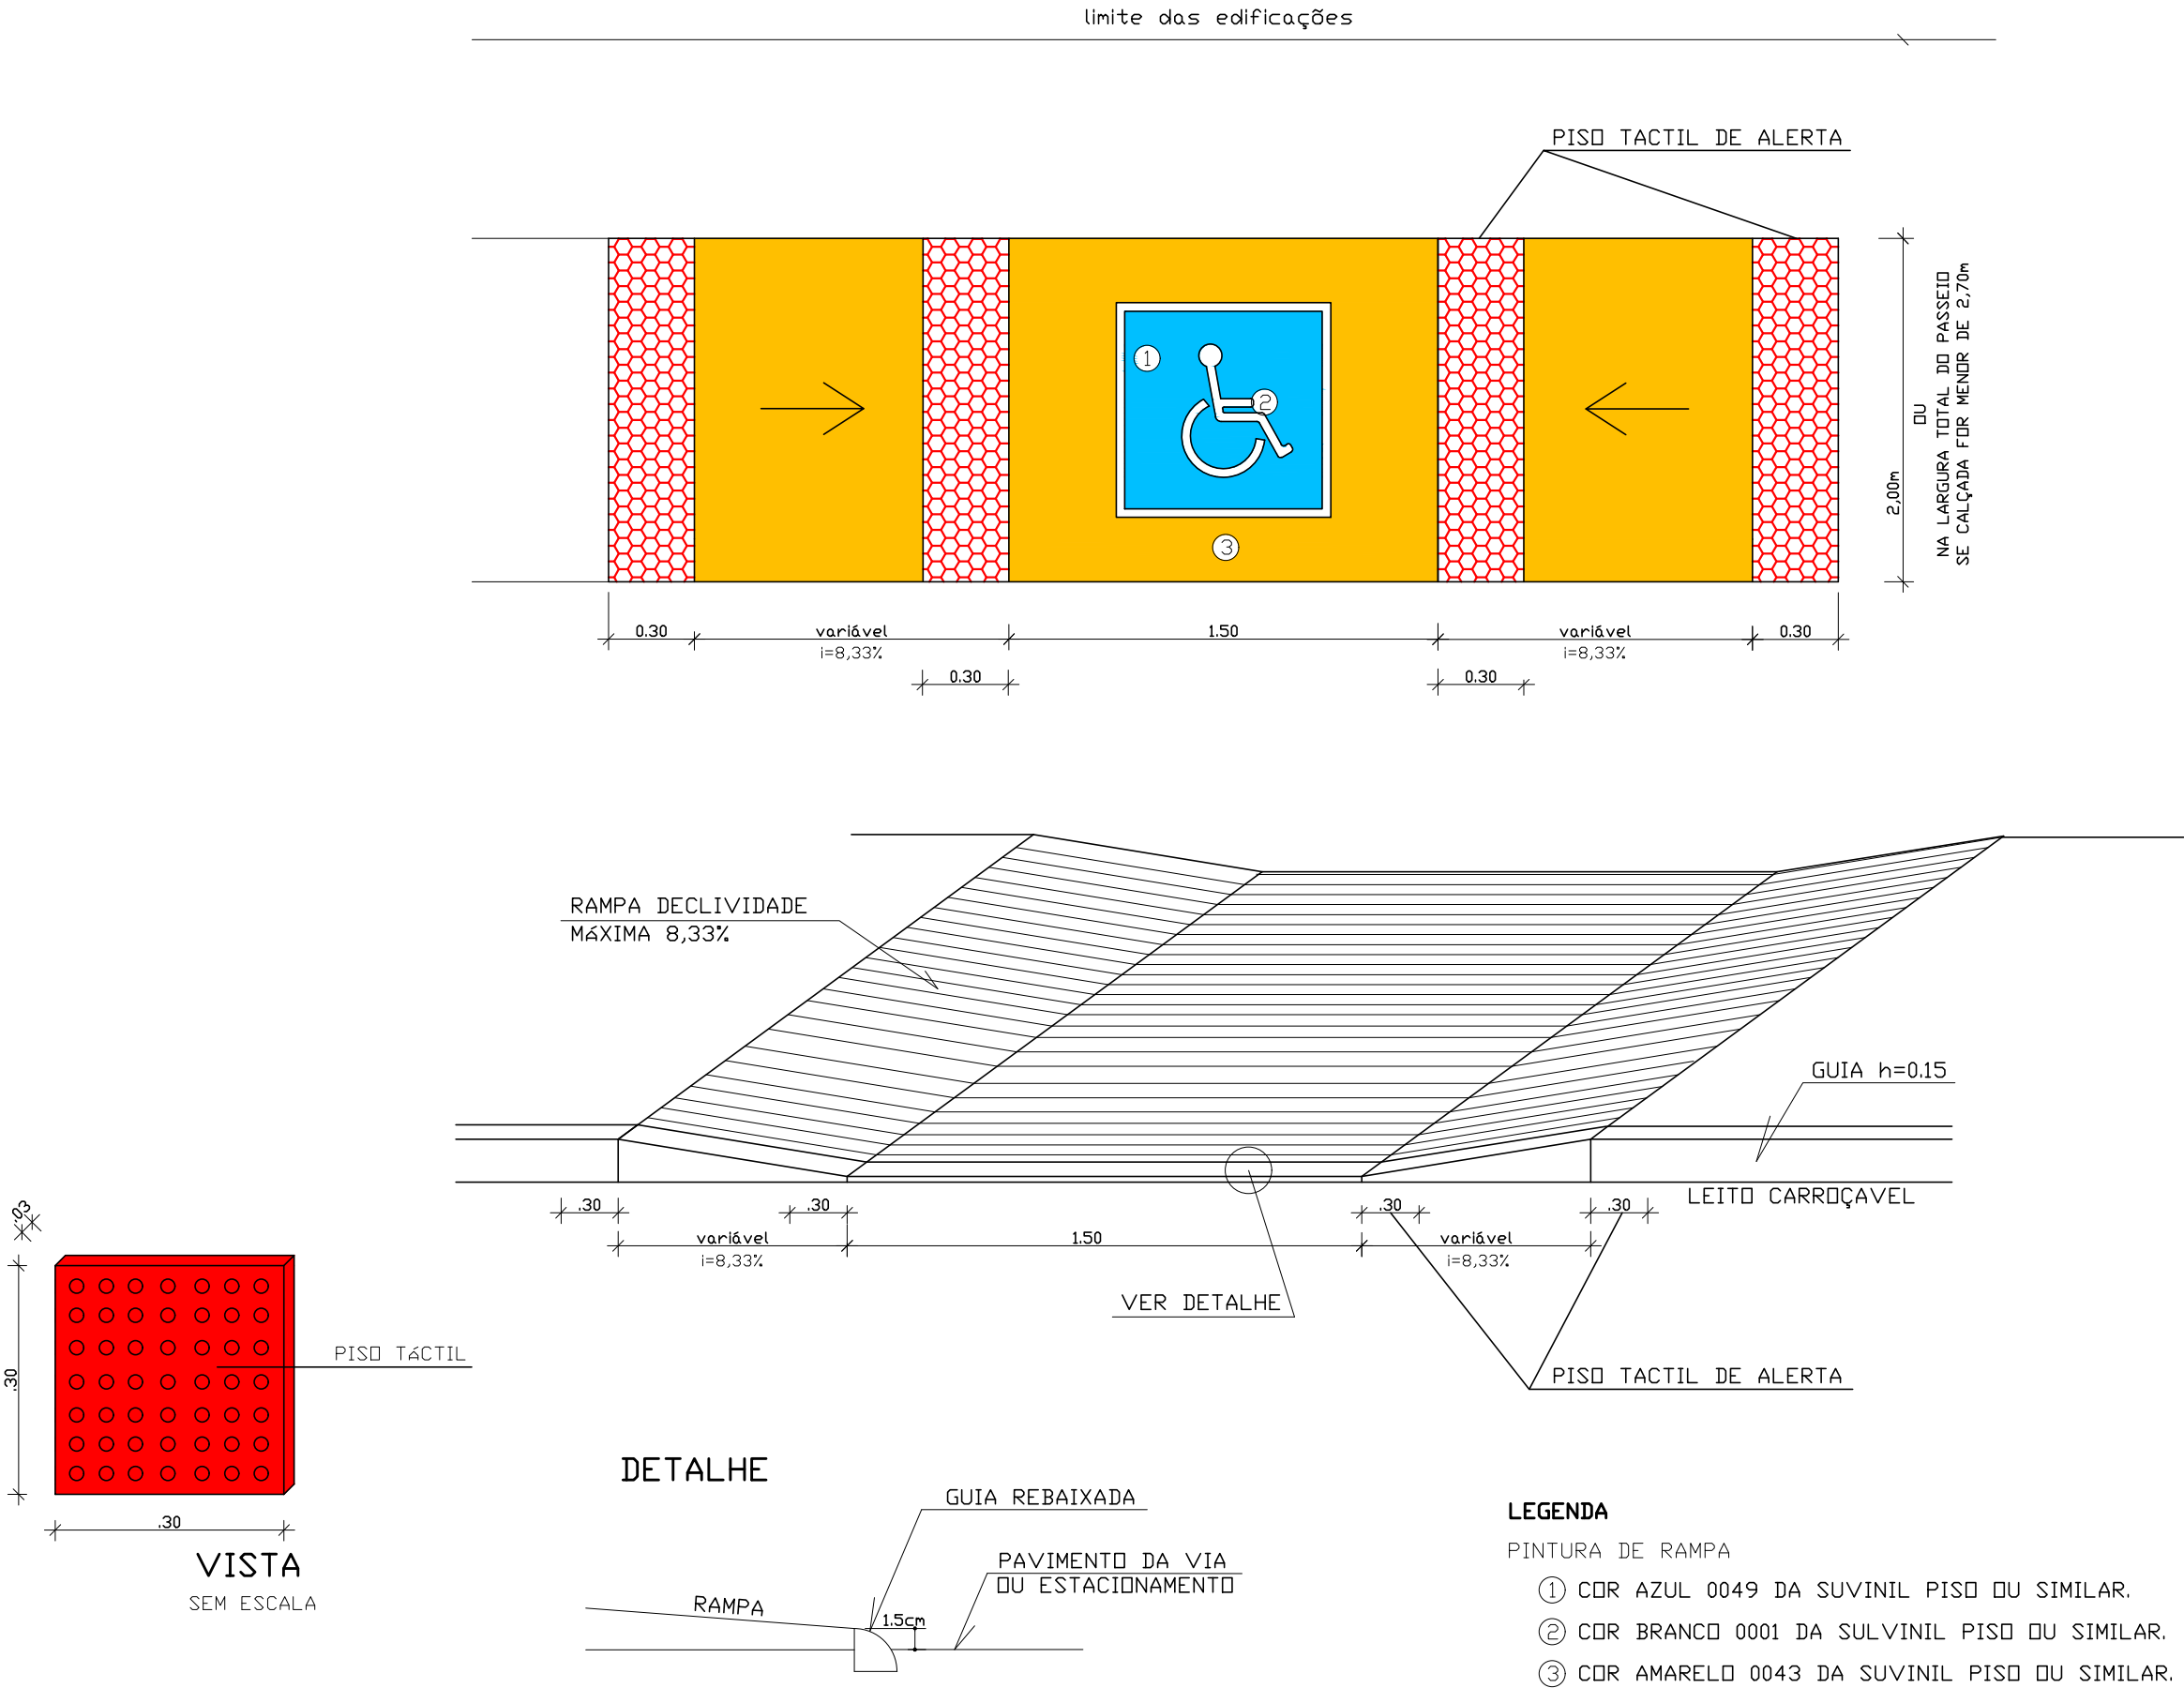 limite das edificações
PISO TACTIL DE ALERTA
1
2
3
2,00m
OU
NA LARGURA TOTAL DO PASSEIO
SE CALÇADA FOR MENOR DE 2,70m
0.30
variável
i=8,33%
1.50
variável
i=8,33%
0.30
0.30
0.30
RAMPA DECLIVIDADE
MáXIMA 8,33%
GUIA h=0.15
LEITO CARROÇAVEL
.30
.30
.30
.30
variável
i=8,33%
1.50
variável
i=8,33%
VER DETALHE
PISO TACTIL DE ALERTA
.03
.30
PISO TáCTIL
.30
VISTA
SEM ESCALA
DETALHE
GUIA REBAIXADA
PAVIMENTO DA VIA
OU ESTACIONAMENTO
RAMPA
1.5cm
LEGENDA
PINTURA DE RAMPA
1 COR AZUL 0049 DA SUVINIL PISO OU SIMILAR.
2 COR BRANCO 0001 DA SULVINIL PISO OU SIMILAR.
3 COR AMARELO 0043 DA SUVINIL PISO OU SIMILAR.